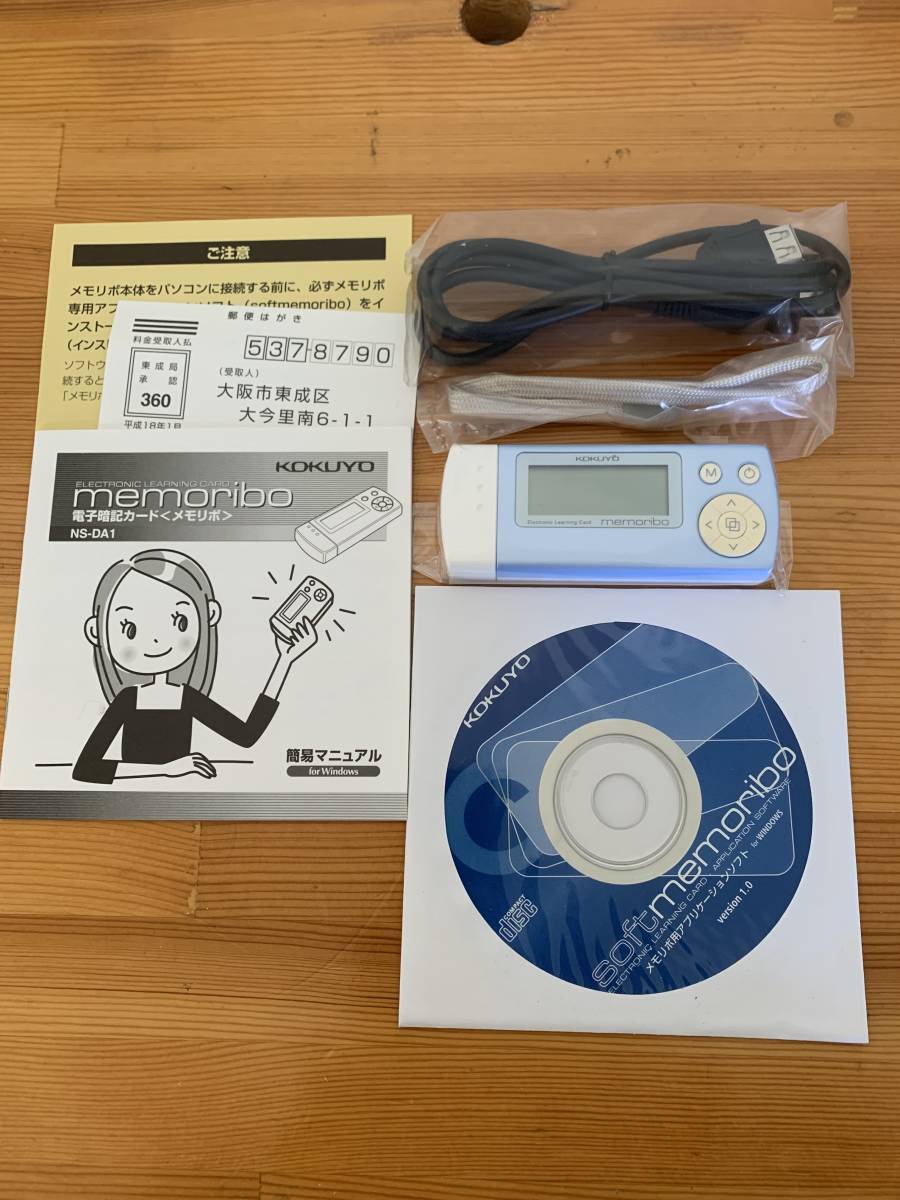 ご注意
メモリボ本体をパソコンに接続する前に、必ずメモリボ
専用アプ
ソフト(softmemoribo)をイ
ンストー
(インス
ソフトウ
続すると
「メモリボ
郵便はがき
料金受取人払
537-8790
東成局
承認
360
平成18年1月
(受取人)
大阪市東成区
大今里南6-1-1
KOKUYO
ELECTRONIC LEARNING CARD
memoribo
電子暗記カード<メモリボ>
NS-DA1
簡易マニュアル
for Windows
KOKUYO
M
Electronic Learning Card
memoribo
KOKUYO
softmemoribo
ELECTRONIC LEARNING CARD APPLICATION SOFTWARE
メモリボ用アプリケーションソフト for WINDOWS
version 1.0
COMPACT
disc